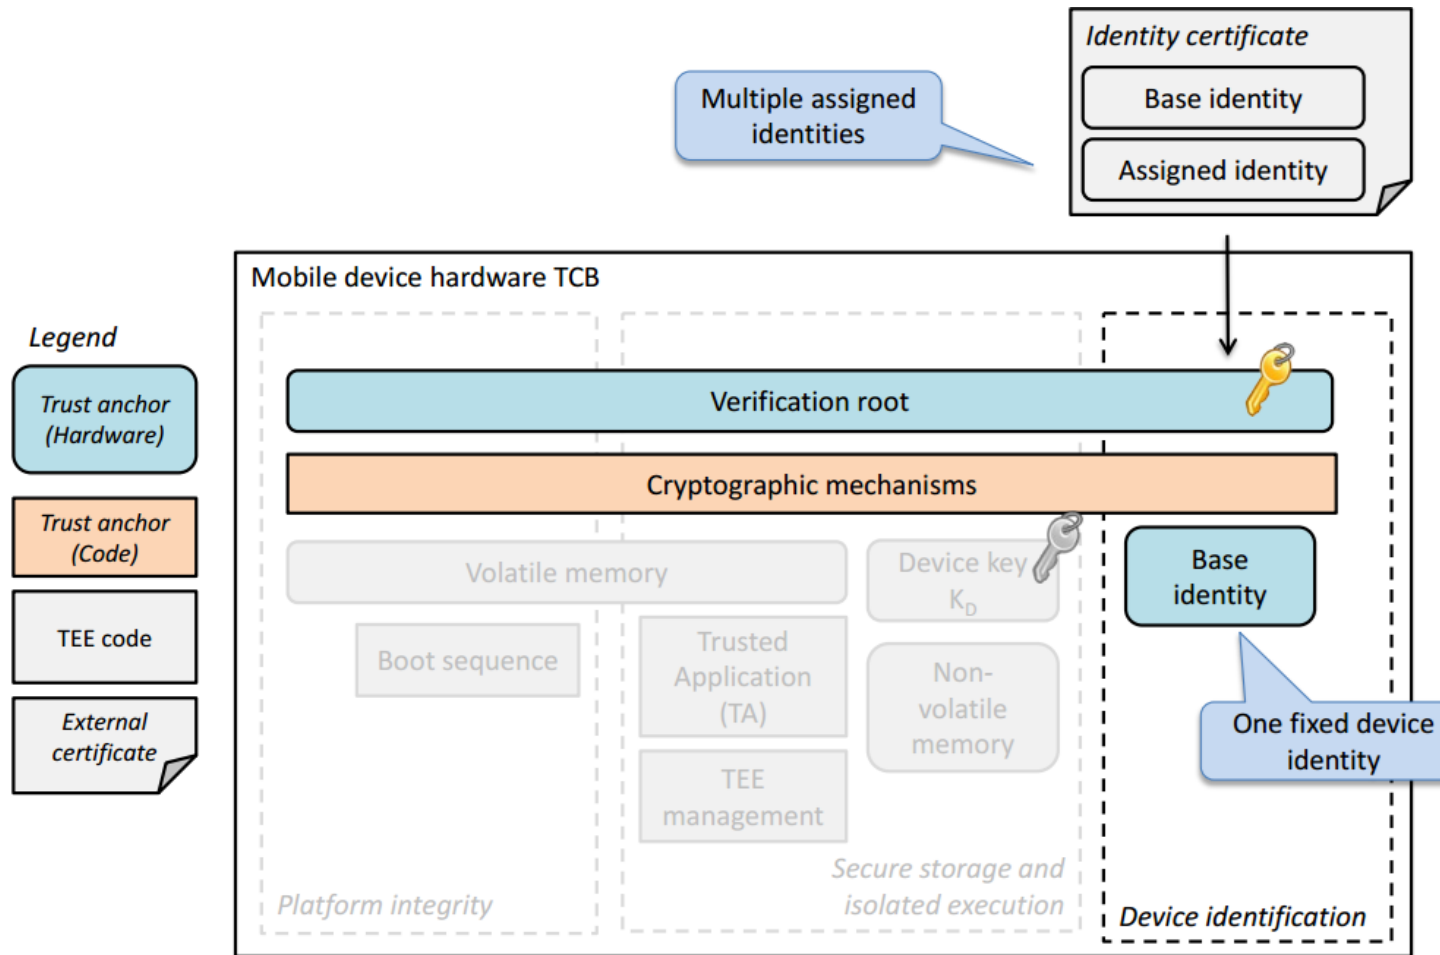 Identity certificate
Base identity
Assigned identity
Multiple assigned
identities
Mobile device hardware TCB
Legend
Trust anchor
(Hardware)
Trust anchor
(Code)
TEE code
External
certificate
Verification root
Cryptographic mechanisms
Volatile memory
Device key
K_D
Base
identity
Boot sequence
Trusted
Application
(TA)
Non-
volatile
memory
TEE
management
One fixed device
identity
Platform integrity
Secure storage and
isolated execution
Device identification